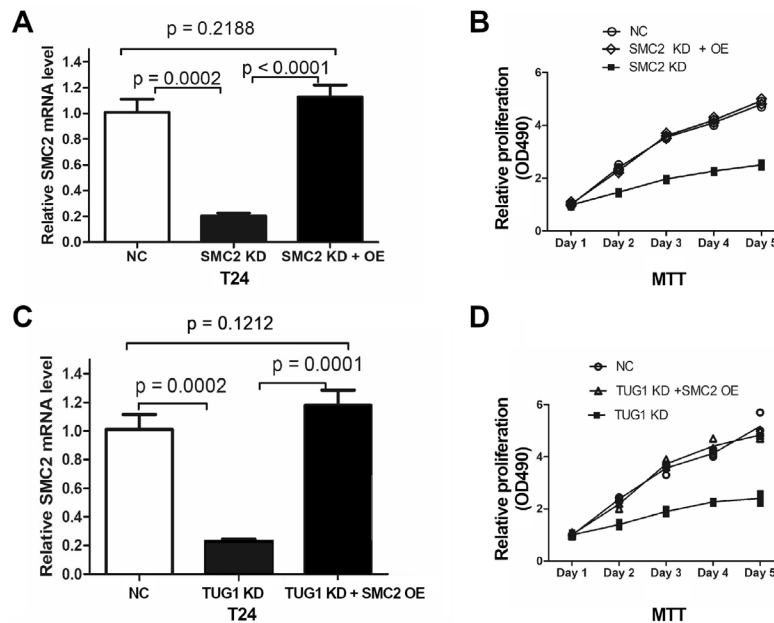 A
Relative SMC2 mRNA level
p = 0.2188
p = 0.0002
p < 0.0001
1.4
1.2
1.0
0.8
0.6
0.4
0.2
0.0
NC
SMC2 KD
SMC2 KD + OE
T24
B
NC
SMC2 KD + OE
SMC2 KD
Relative proliferation
(OD490)
6
4
2
0
Day 1
Day 2
Day 3
Day 4
Day 5
MTT
C
Relative SMC2 mRNA level
p = 0.1212
p = 0.0002
p = 0.0001
1.4
1.2
1.0
0.8
0.6
0.4
0.2
0.0
NC
TUG1 KD
TUG1 KD + SMC2 OE
T24
D
NC
TUG1 KD +SMC2 OE
TUG1 KD
Relative proliferation
(OD490)
6
4
2
0
Day 1
Day 2
Day 3
Day 4
Day 5
MTT